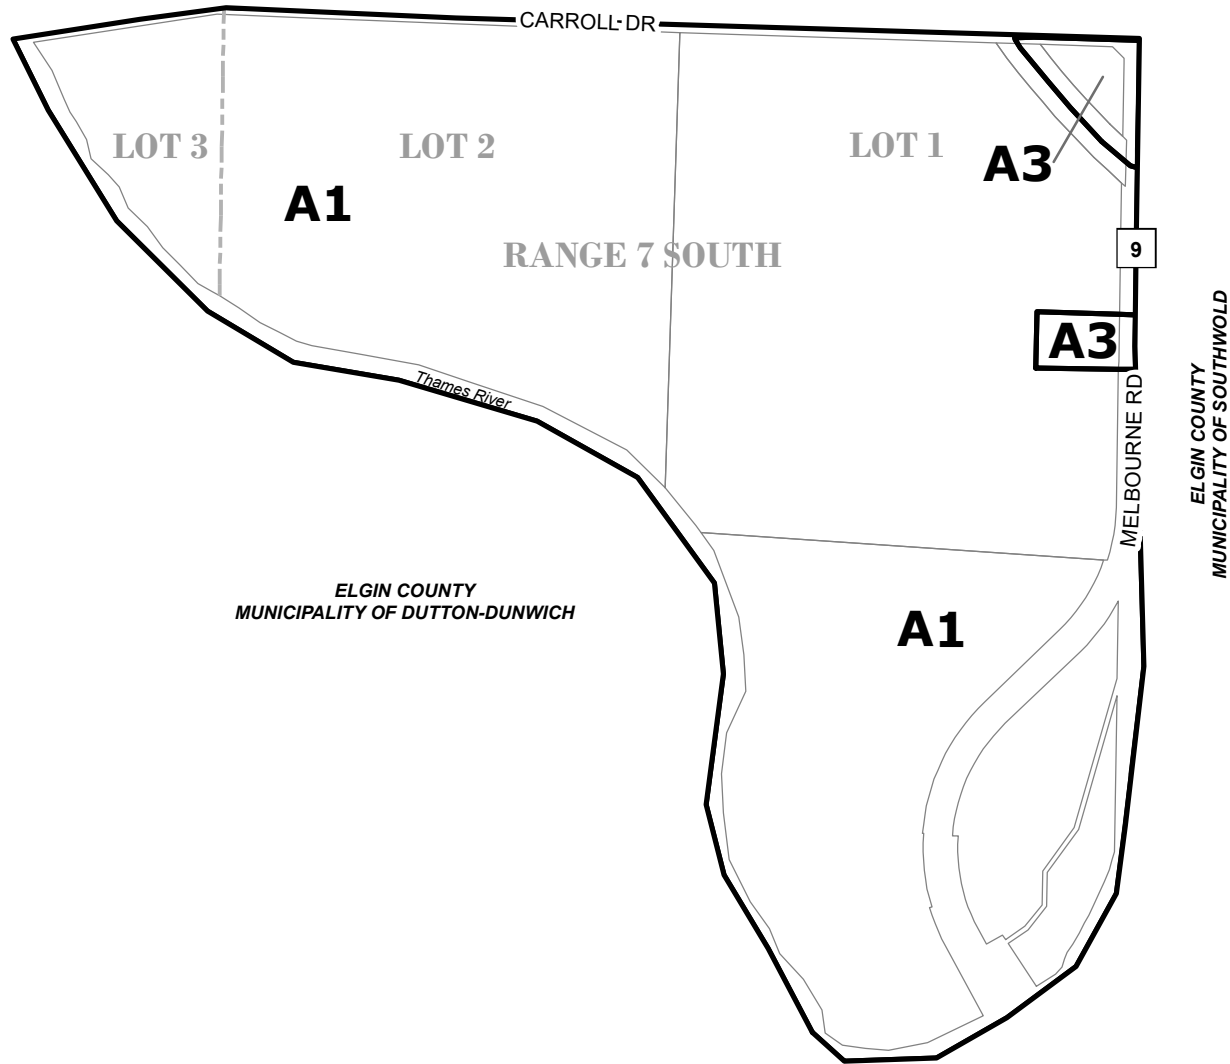 CARROLL DR
LOT 3
LOT 2
LOT 1
A3
A1
RANGE 7 SOUTH
9
A3
Thames River
MELBOURNE RD
ELGIN COUNTY
MUNICIPALITY OF SOUTHWOLD
ELGIN COUNTY
MUNICIPALITY OF DUTTON-DUNWICH
A1